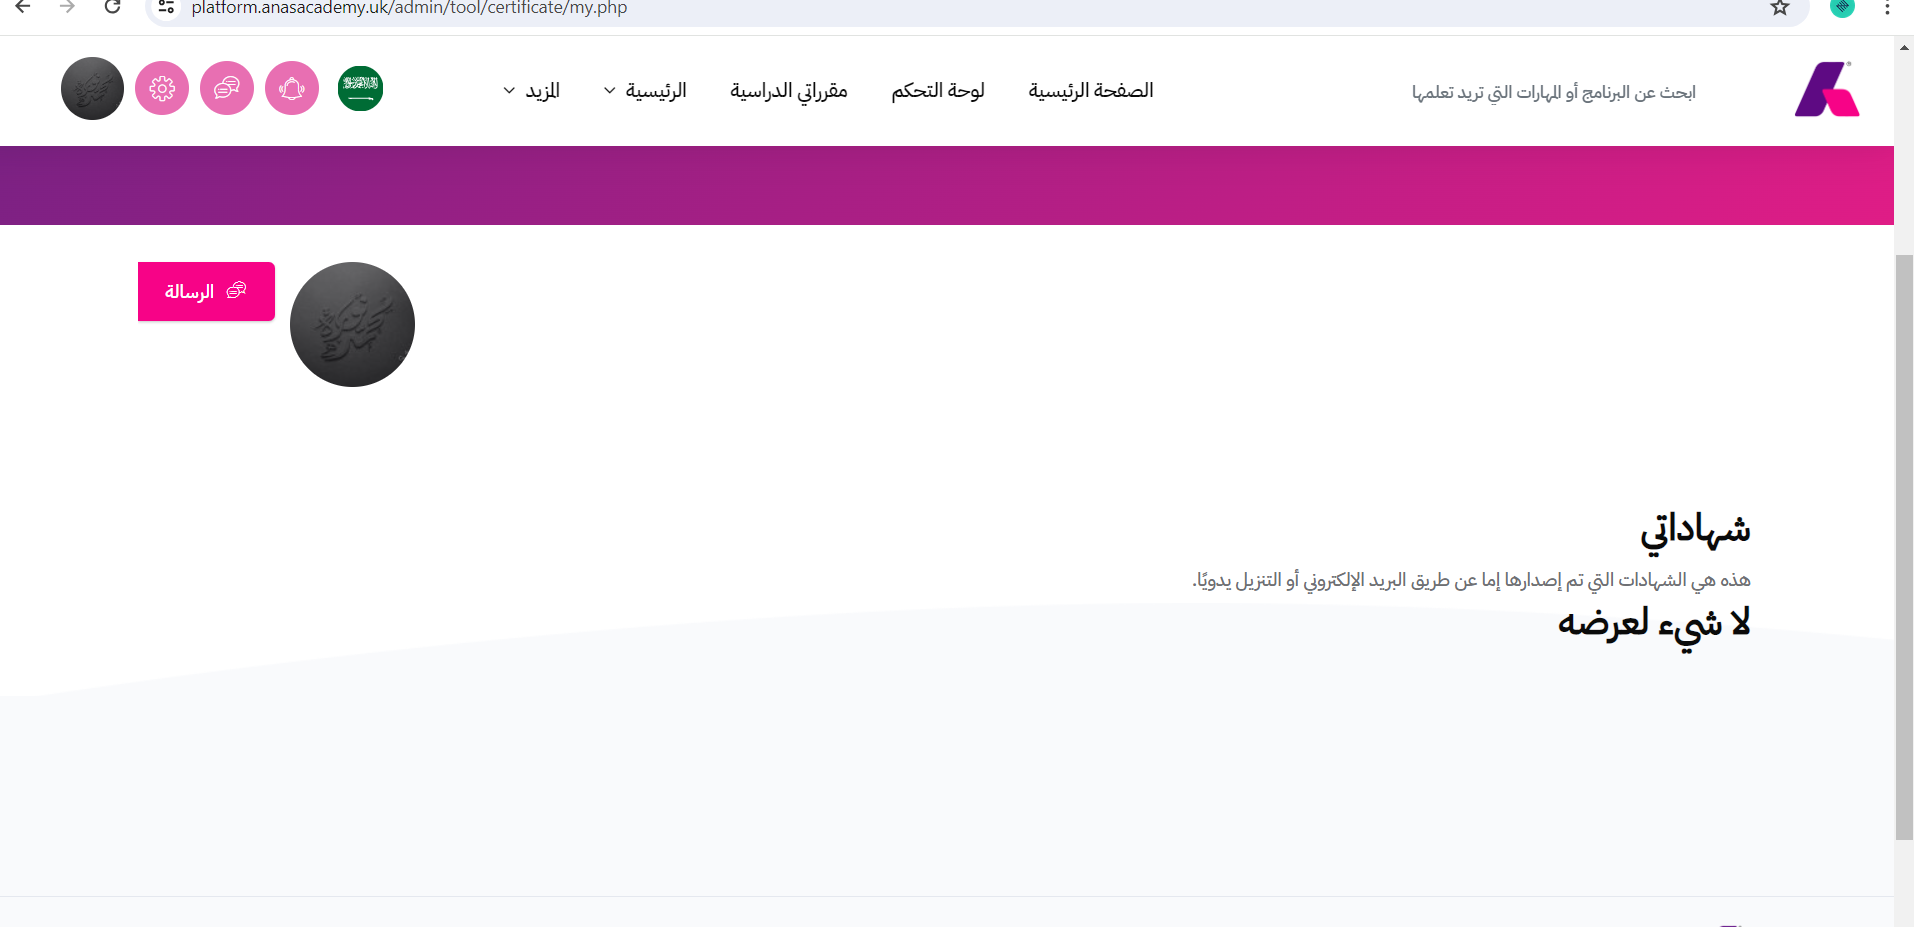 platform.anasacademy.uk/admin/tool/certificate/my.php
ابحث عن البرنامج أو المهارات التي تريد تعلمها
الصفحة الرئيسية
لوحة التحكم
مقرراتي الدراسية
الرئيسية
المزيد
الرسالة
شهاداتي
هذه هي الشهادات التي تم إصدارها إما عن طريق البريد الإلكتروني أو التنزيل يدويًا.
لا شيء لعرضه